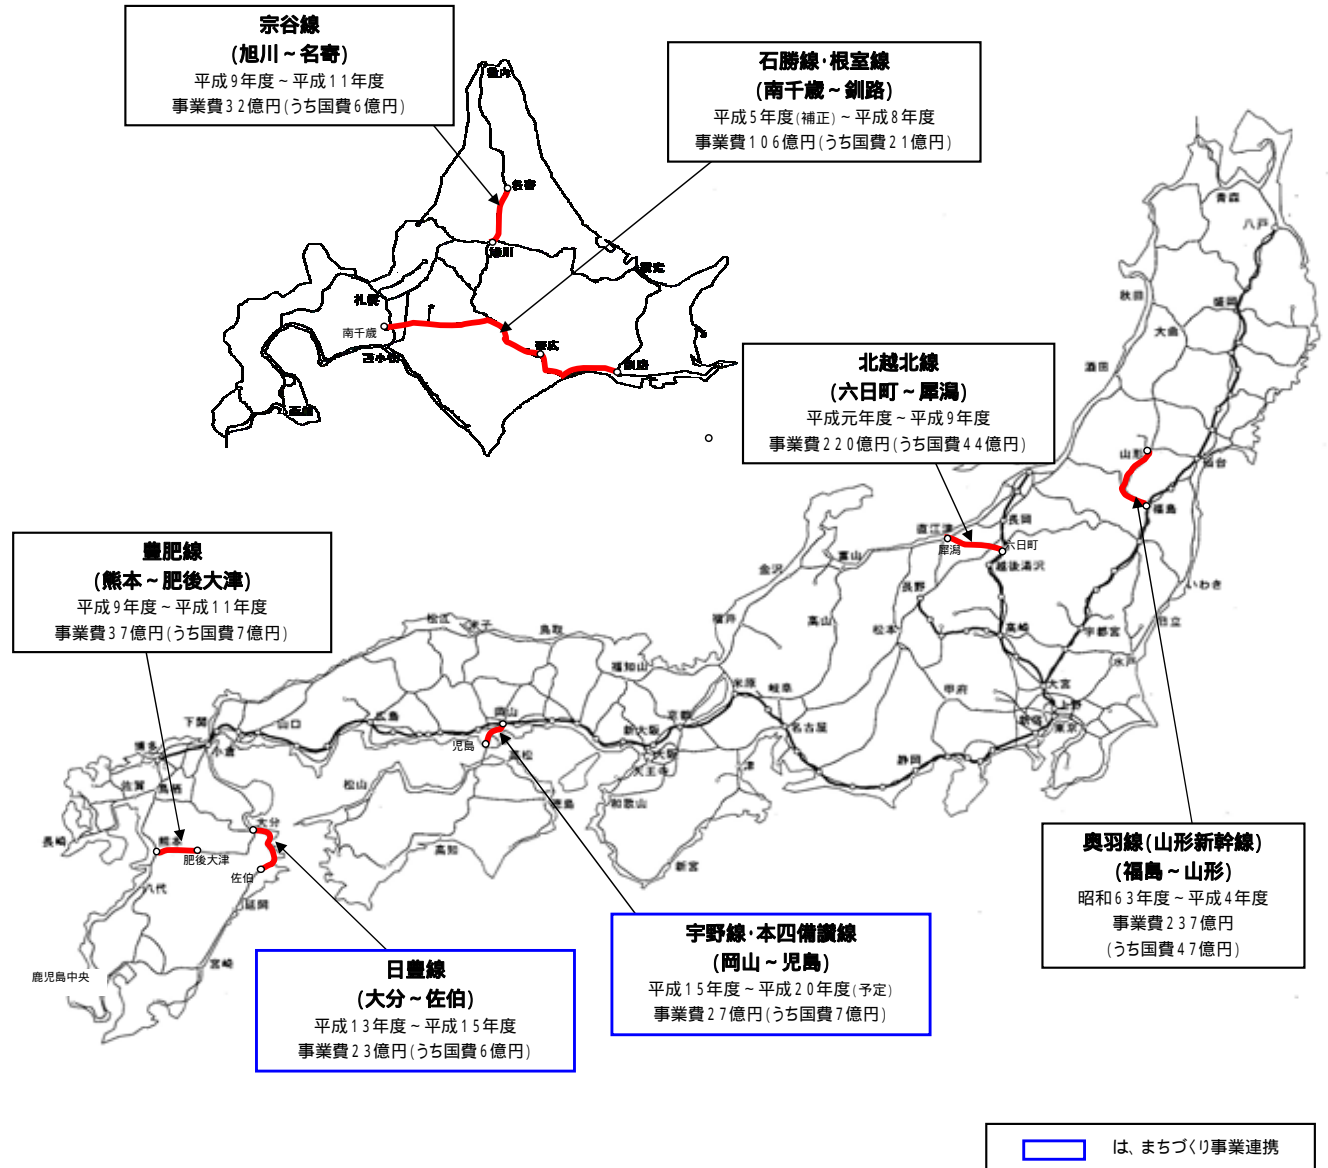 宗谷線
(旭川～名寄)
平成9年度～平成11年度
事業費32億円(うち国費6億円)
石勝線･根室線
(南千歳～釧路)
平成5年度(補正)～平成8年度
事業費106億円(うち国費21億円)
名寄
旭川
札幌
南千歳
苫小牧
帯広
釧路
青森
八戸
秋田
盛岡
大曲
酒田
北越北線
(六日町～犀潟)
平成元年度～平成9年度
事業費220億円(うち国費44億円)
山形
仙台
福島
直江津
犀潟
長岡
六日町
越後湯沢
富山
金沢
長野
いわき
日立
福井
高山
松本
高崎
宇都宮
水戸
豊肥線
(熊本～肥後大津)
平成9年度～平成11年度
事業費37億円(うち国費7億円)
松江
米子
鳥取
福知山
米原
岐阜
甲府
大宮
上野
新宿
東京
下関
山口
広島
岡山
児島
高松
新大阪
京都
大阪
天王寺
名古屋
静岡
津
博多
小倉
佐賀
鳥栖
松山
徳島
和歌山
長崎
熊本
肥後大津
大分
佐伯
高知
新宮
八代
延岡
宮崎
鹿児島中央
奥羽線(山形新幹線)
(福島～山形)
昭和63年度～平成4年度
事業費237億円
(うち国費47億円)
宇野線･本四備讃線
(岡山～児島)
平成15年度～平成20年度(予定)
事業費27億円(うち国費7億円)
日豊線
(大分～佐伯)
平成13年度～平成15年度
事業費23億円(うち国費6億円)
は、まちづくり事業連携